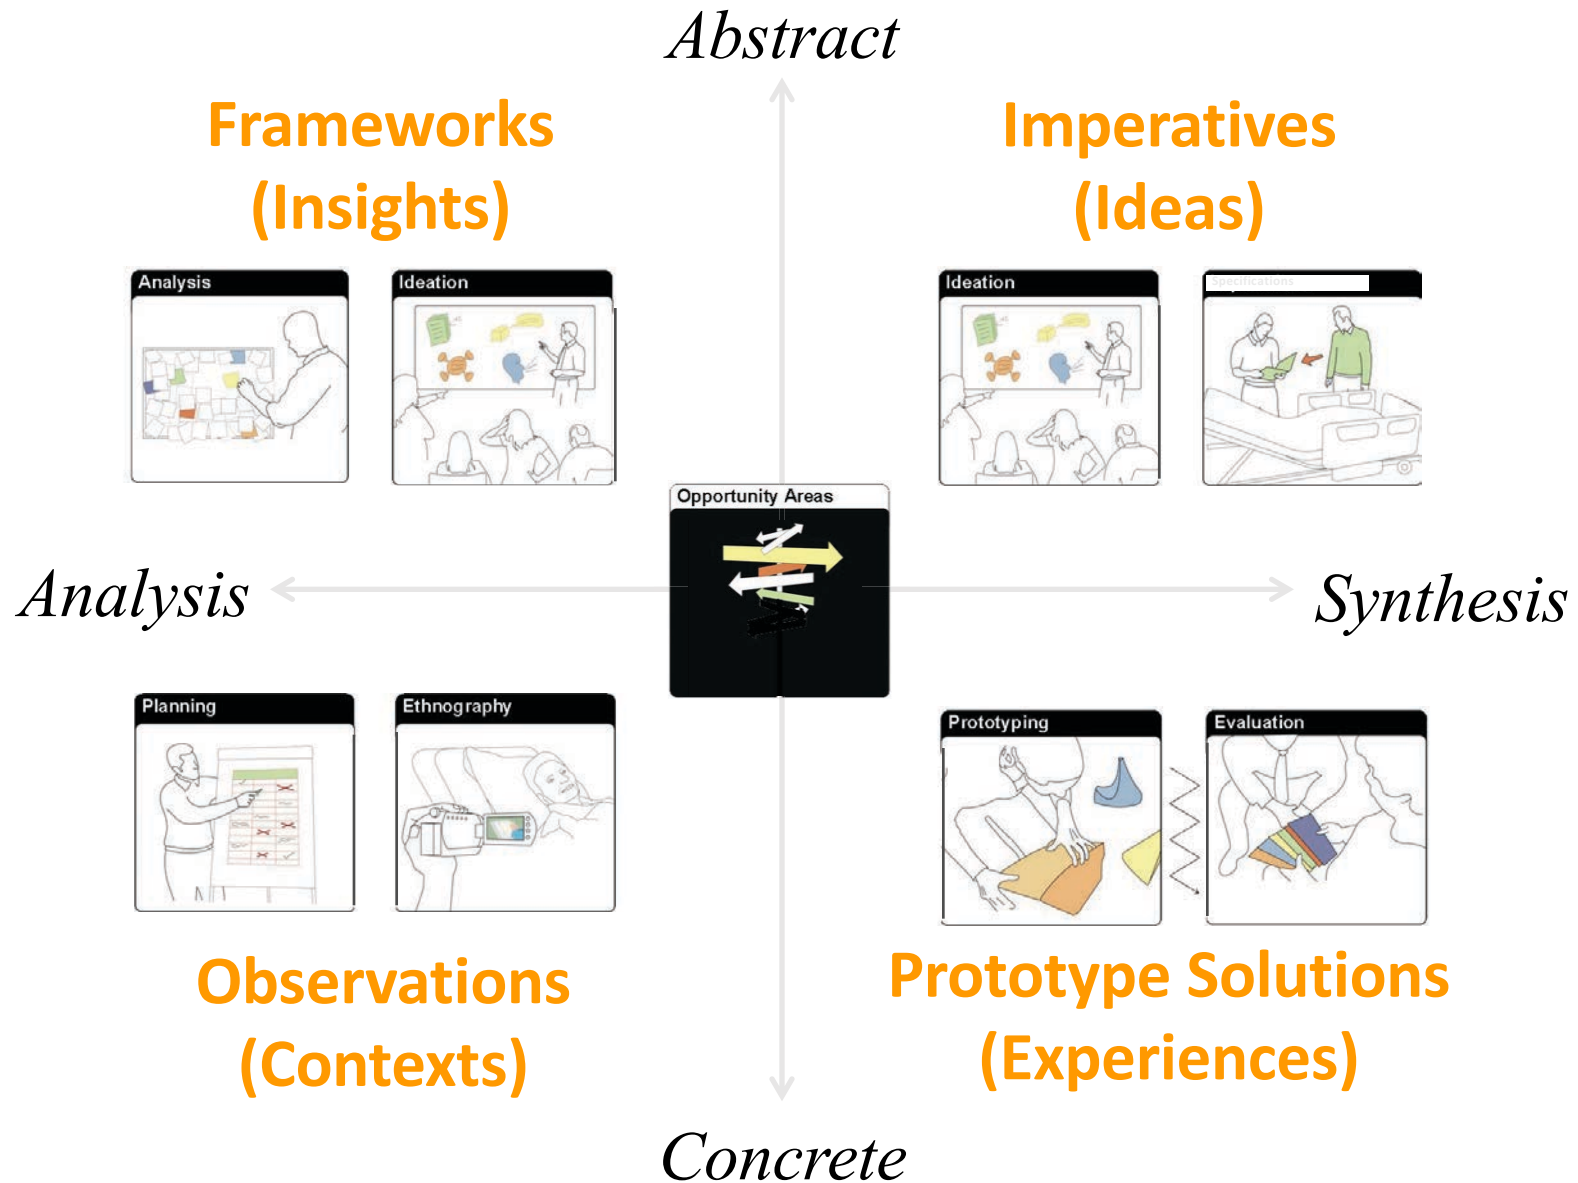 Abstract
Frameworks
(Insights)
Imperatives
(Ideas)
Analysis
Ideation
Ideation
Specifications
Opportunity Areas
Analysis
Synthesis
Planning
Ethnography
Prototyping
Evaluation
Observations
(Contexts)
Prototype Solutions
(Experiences)
Concrete